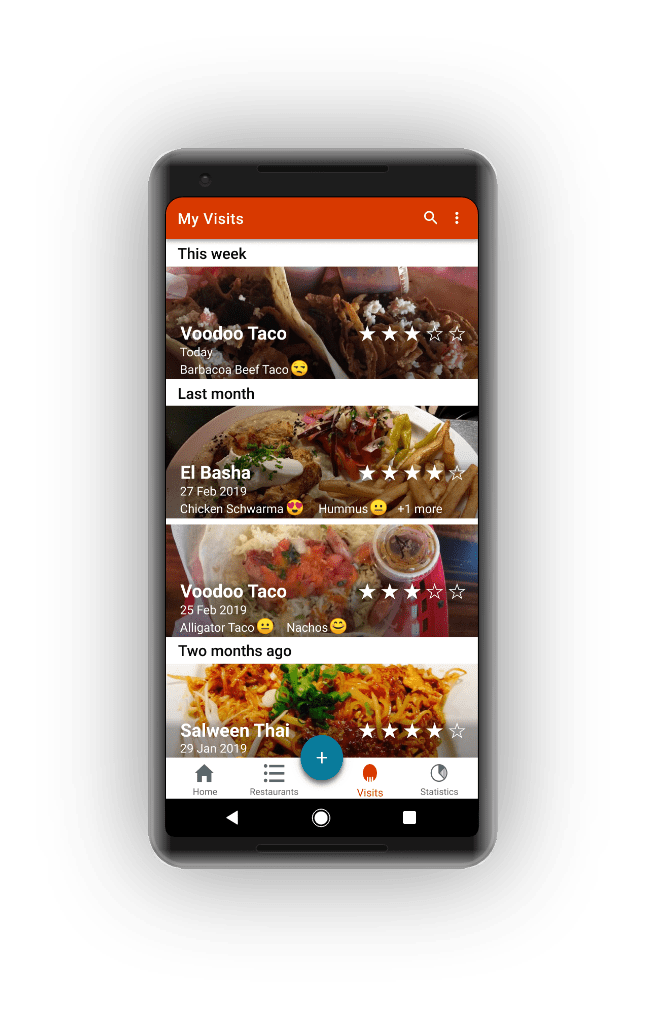 My Visits
This week
Voodoo Taco
Today
Barbacoa Beef Taco
Last month
El Basha
27 Feb 2019
Chicken Schwarma Hummus +1 more
Voodoo Taco
25 Feb 2019
Alligator Taco Nachos
Two months ago
Salween Thai
29 Jan 2019
Home Restaurants Visits Statistics